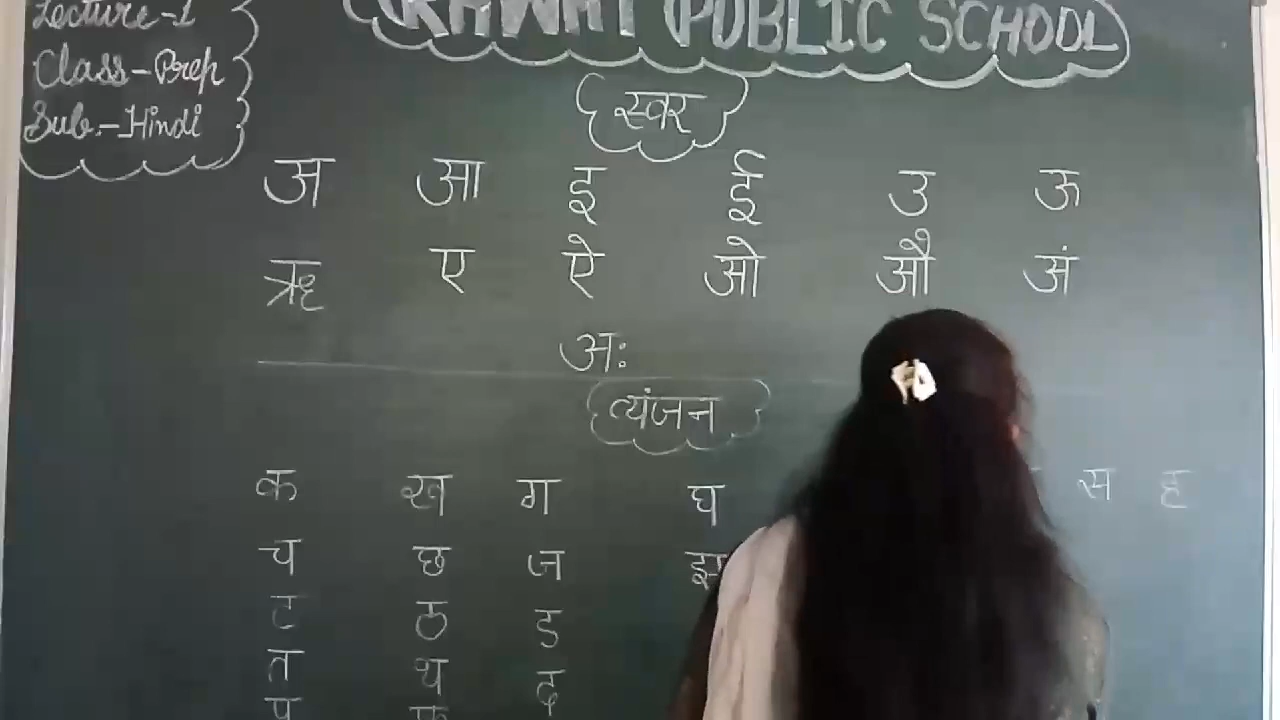 Lecture-1
Class-Prep
Sub.-Hindi
PUBLIC SCHOOL
स्वर
अ आ इ ई उ ऊ
ऋ ए ऐ ओ औ अं
अः
व्यंजन
क ख ग घ स ह
च छ ज झ
ट ठ ड
त थ द
प फ